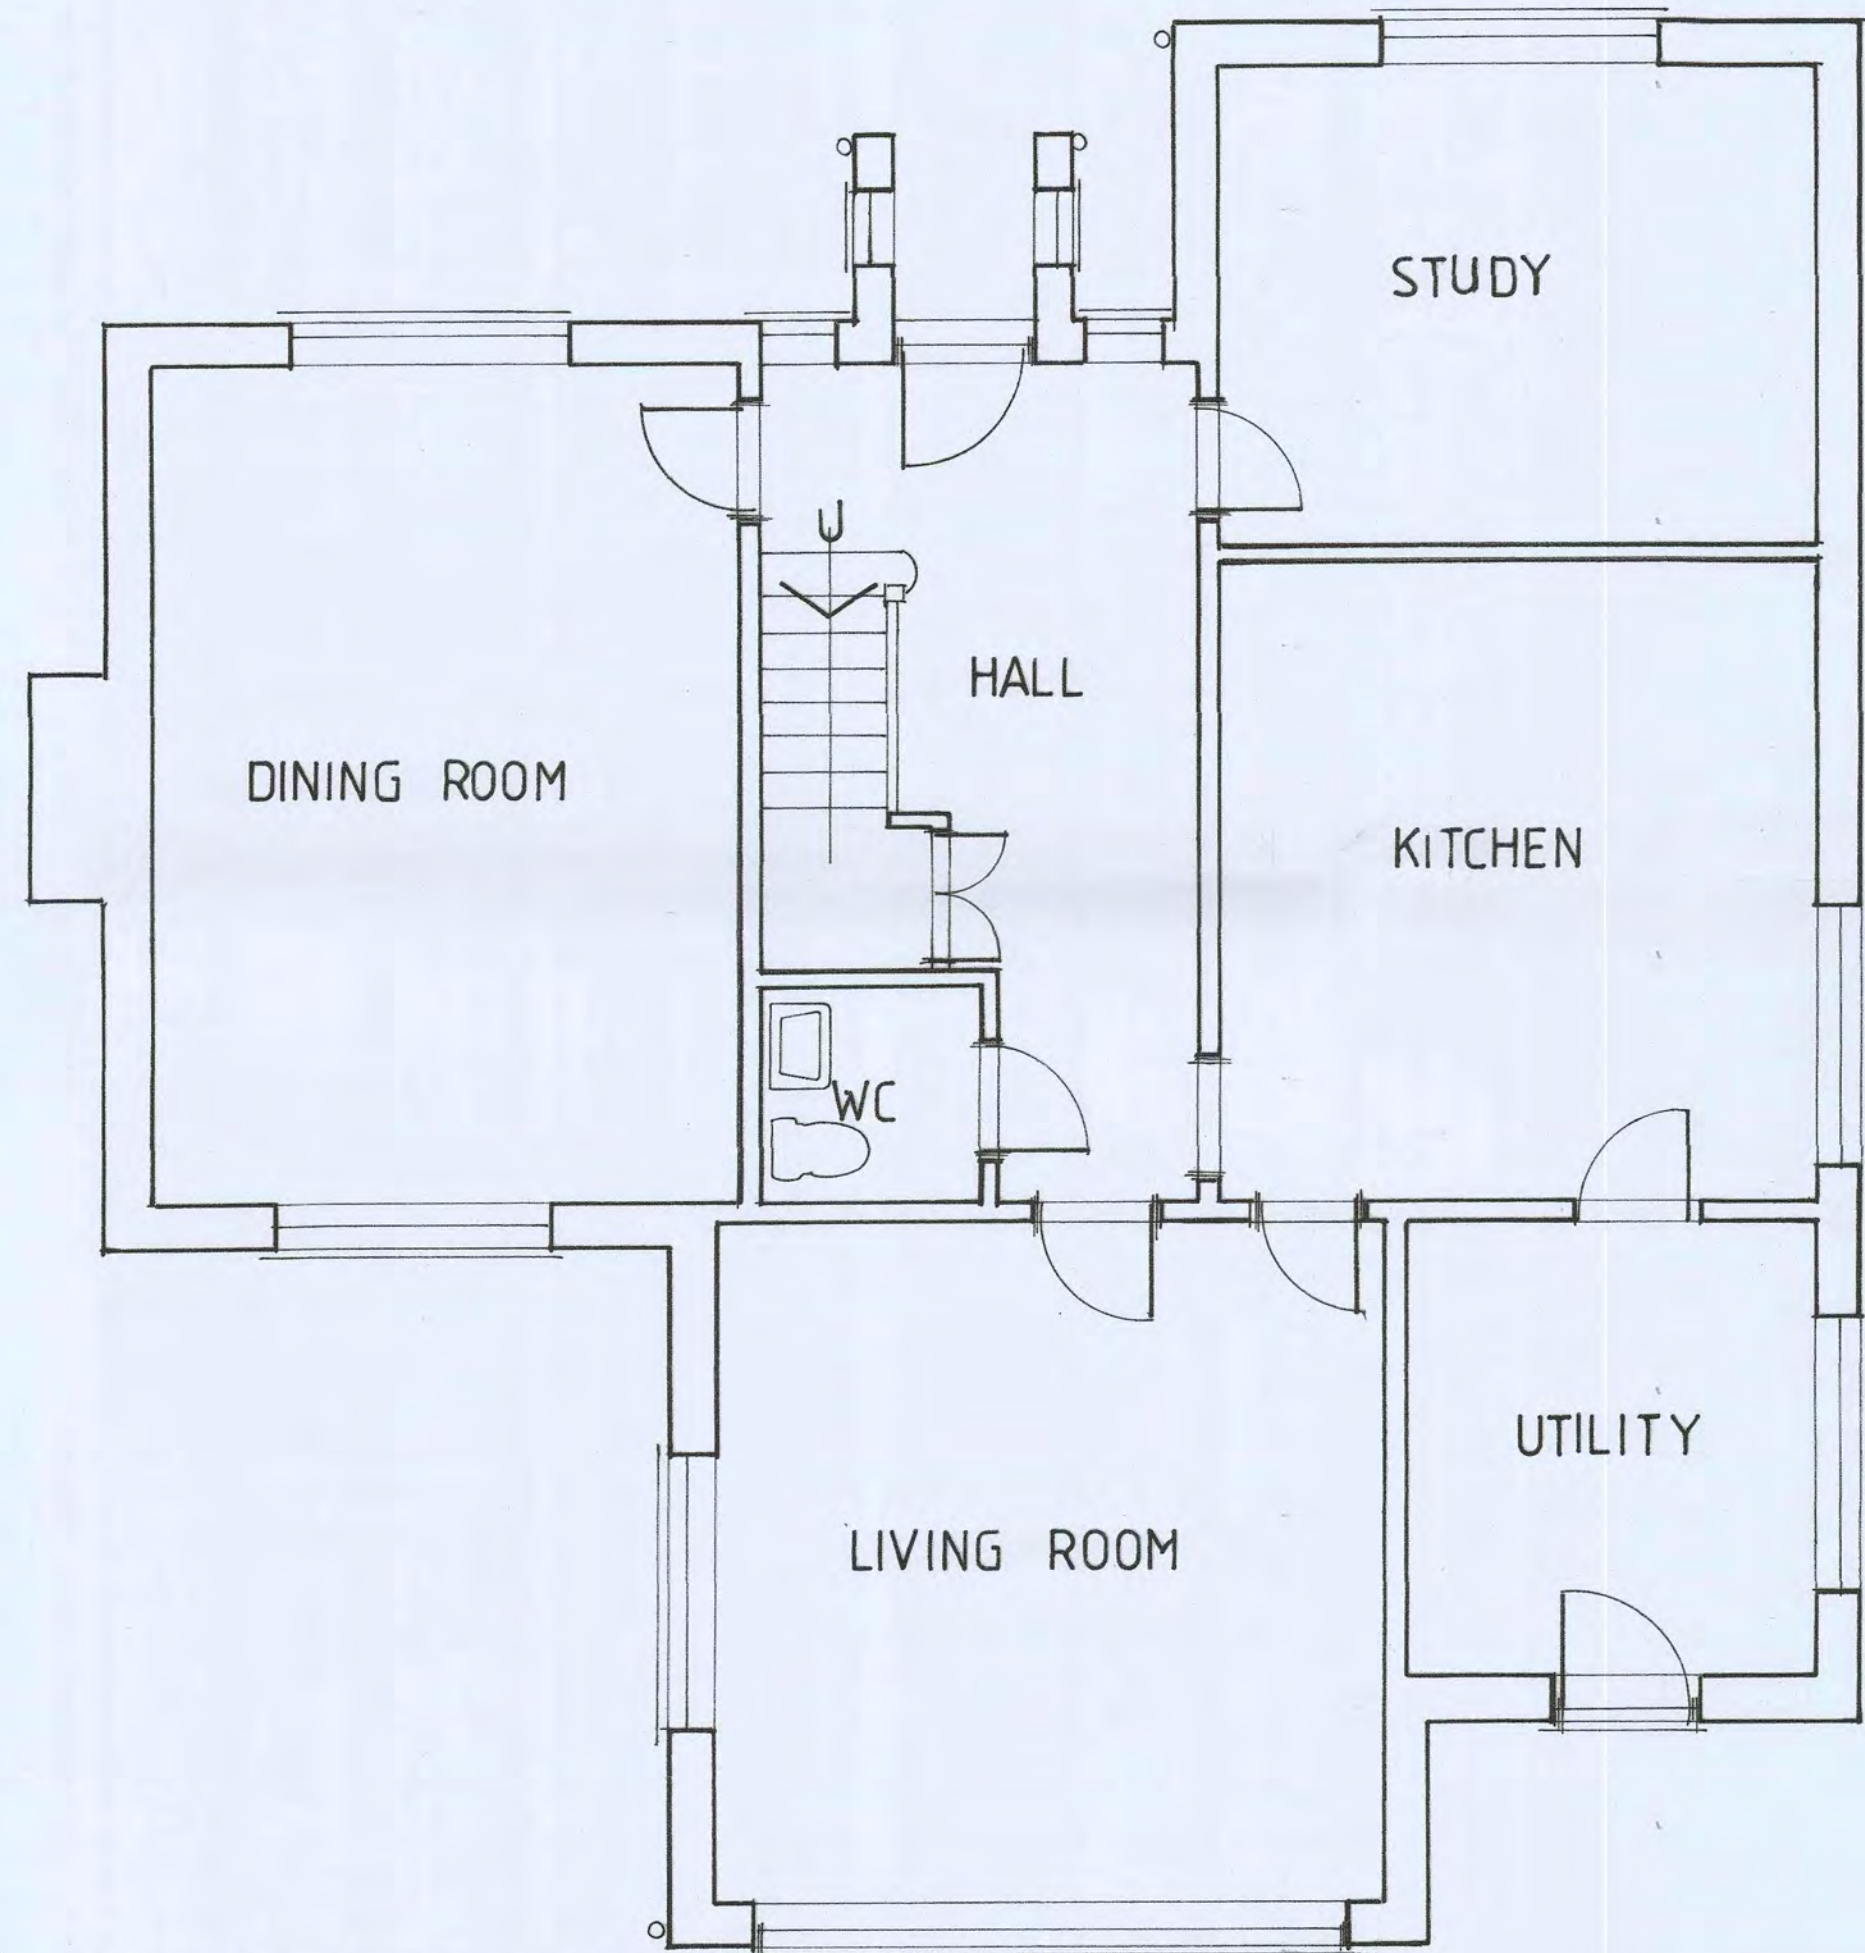 STUDY
U
HALL
DINING ROOM
KITCHEN
WC
UTILITY
LIVING ROOM